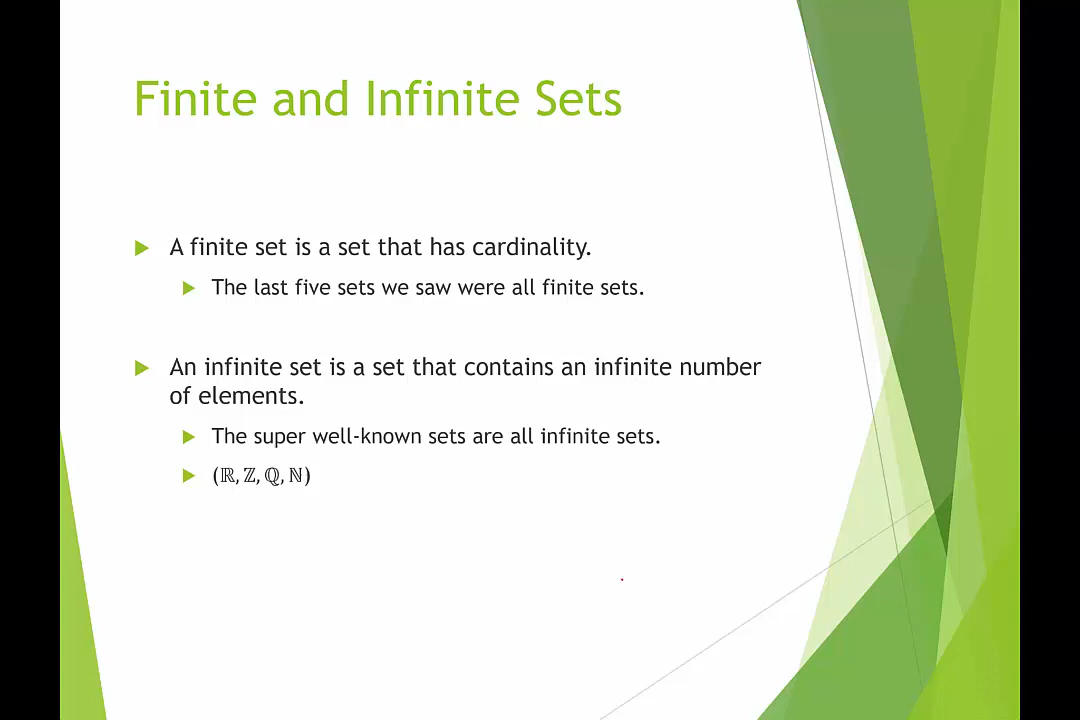 Finite and Infinite Sets
A finite set is a set that has cardinality.
The last five sets we saw were all finite sets.
An infinite set is a set that contains an infinite number
of elements.
The super well-known sets are all infinite sets.
(ℝ, ℤ, ℚ, ℕ)